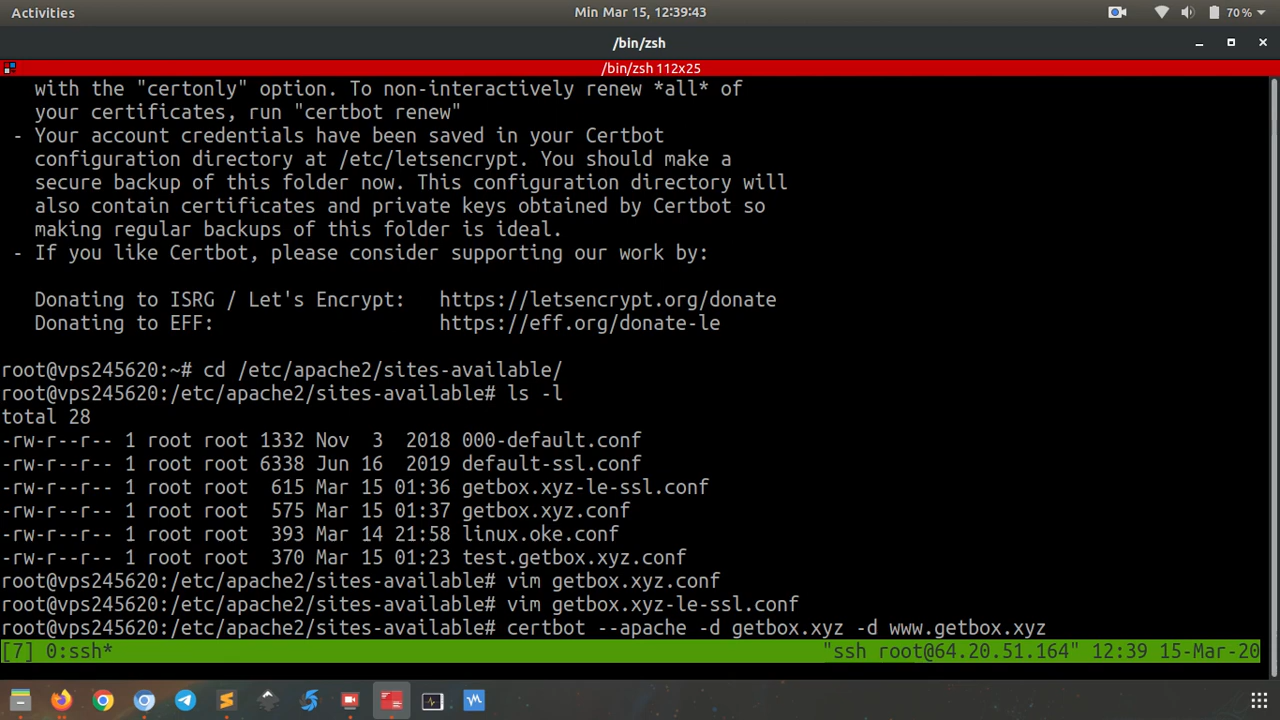 Activities
Min Mar 15, 12:39:43
70 %
/bin/zsh
/bin/zsh 112x25
with the "certonly" option. To non-interactively renew *all* of
your certificates, run "certbot renew"
- Your account credentials have been saved in your Certbot
configuration directory at /etc/letsencrypt. You should make a
secure backup of this folder now. This configuration directory will
also contain certificates and private keys obtained by Certbot so
making regular backups of this folder is ideal.
- If you like Certbot, please consider supporting our work by:
Donating to ISRG / Let's Encrypt:   https://letsencrypt.org/donate
Donating to EFF:                    https://eff.org/donate-le
root@vps245620:~# cd /etc/apache2/sites-available/
root@vps245620:/etc/apache2/sites-available# ls -l
total 28
-rw-r--r-- 1 root root 1332 Nov  3  2018 000-default.conf
-rw-r--r-- 1 root root 6338 Jun 16  2019 default-ssl.conf
-rw-r--r-- 1 root root  615 Mar 15 01:36 getbox.xyz-le-ssl.conf
-rw-r--r-- 1 root root  575 Mar 15 01:37 getbox.xyz.conf
-rw-r--r-- 1 root root  393 Mar 14 21:58 linux.oke.conf
-rw-r--r-- 1 root root  370 Mar 15 01:23 test.getbox.xyz.conf
root@vps245620:/etc/apache2/sites-available# vim getbox.xyz.conf
root@vps245620:/etc/apache2/sites-available# vim getbox.xyz-le-ssl.conf
root@vps245620:/etc/apache2/sites-available# certbot --apache -d getbox.xyz -d www.getbox.xyz
[7] 0:ssh* "ssh root@64.20.51.164" 12:39 15-Mar-20